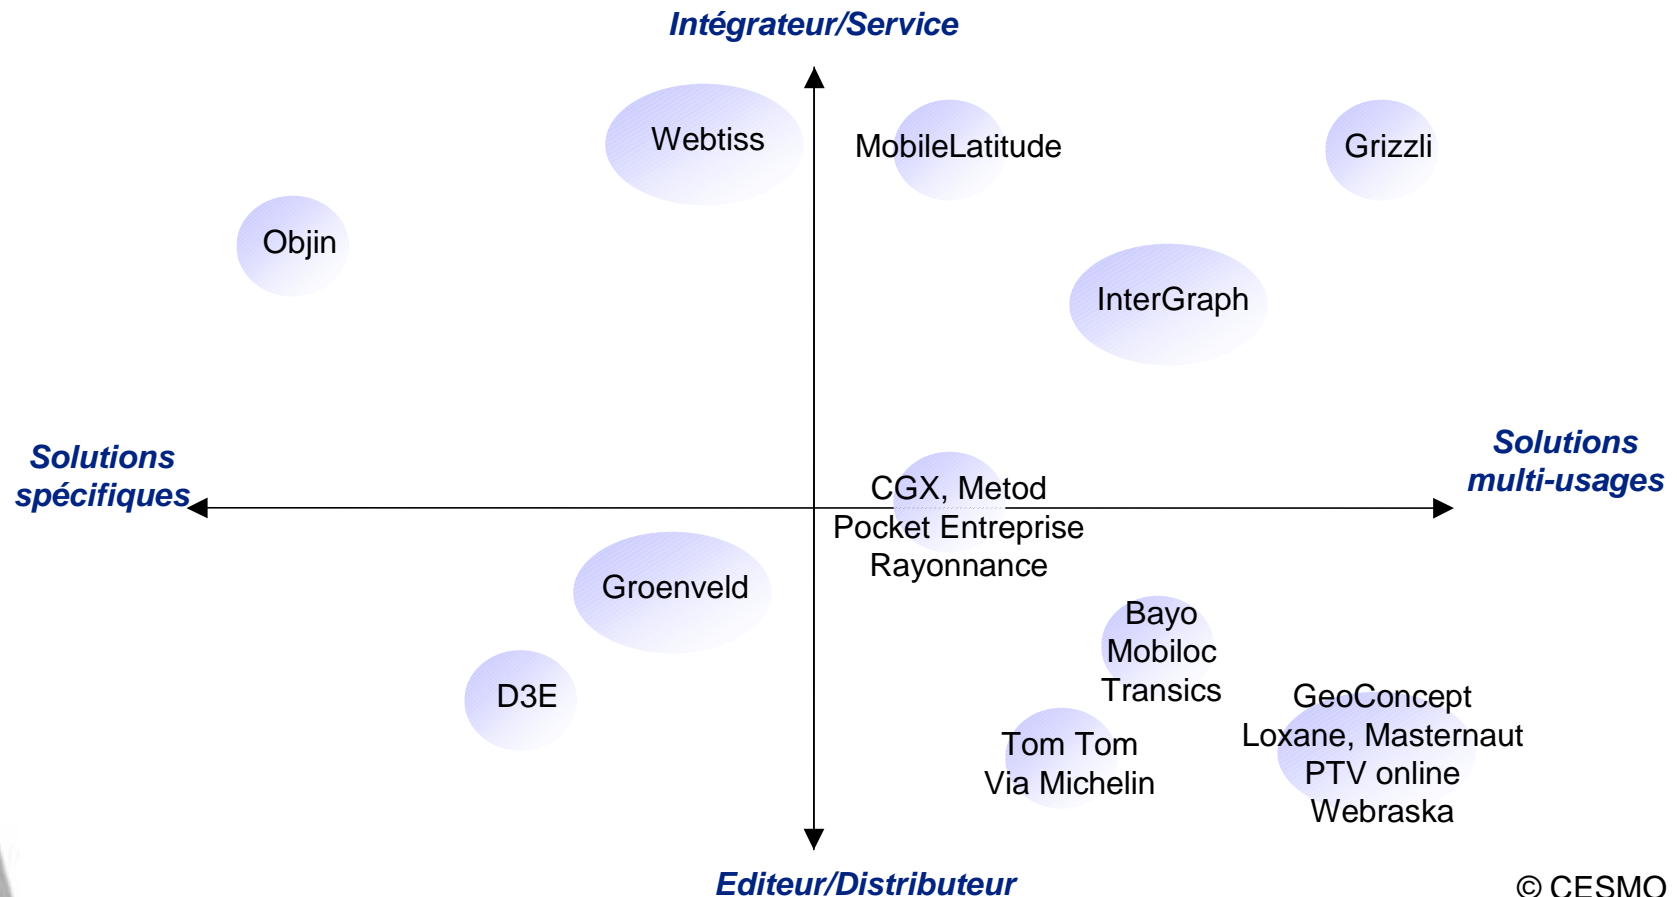 Intégrateur/Service
Webtiss
MobileLatitude
Grizzli
Objin
InterGraph
Solutions
spécifiques
Solutions
multi-usages
CGX, Metod
Pocket Entreprise
Rayonnance
Groenveld
Bayo
Mobiloc
Transics
D3E
GeoConcept
Loxane, Masternaut
PTV online
Webraska
Tom Tom
Via Michelin
Editeur/Distributeur
© CESMO